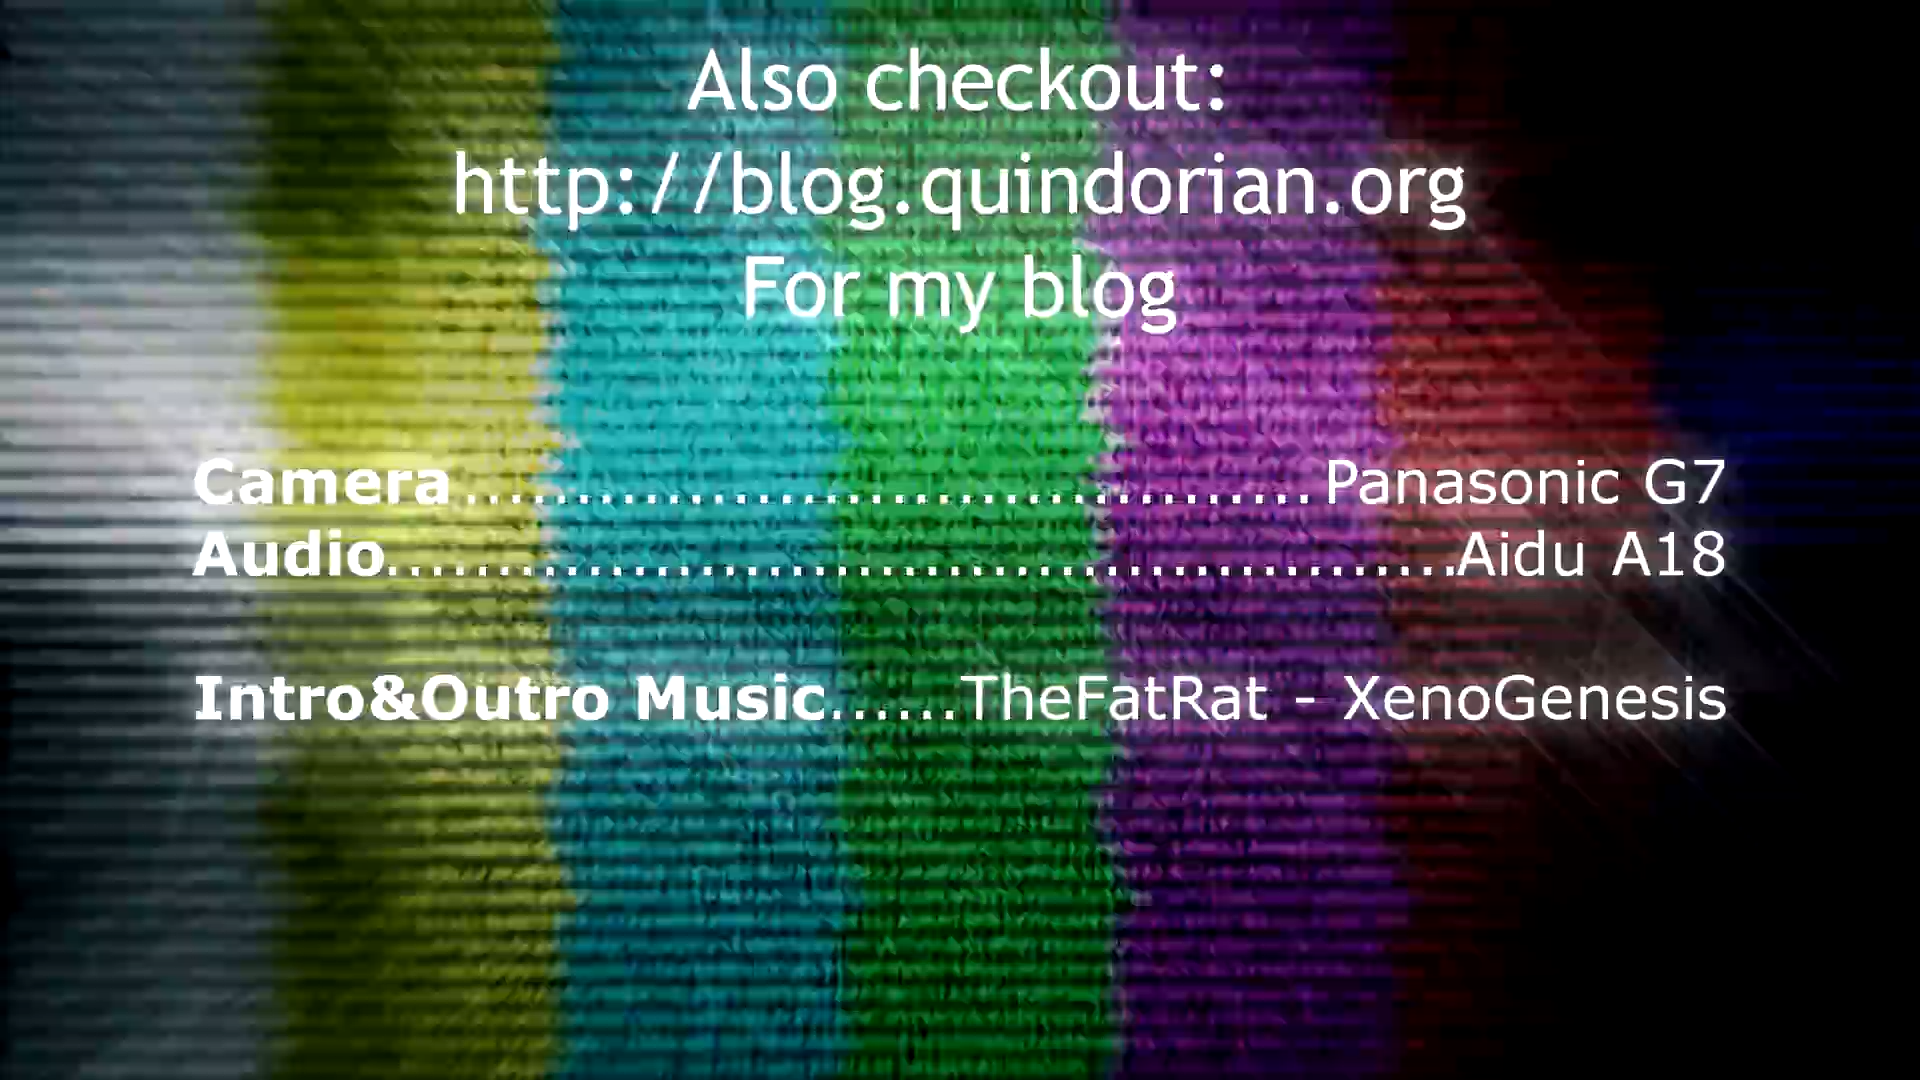 Also checkout:
http://blog.quindorian.org
For my blog
Camera......................................Panasonic G7
Audio................................................Aidu A18
Intro&Outro Music......TheFatRat - XenoGenesis